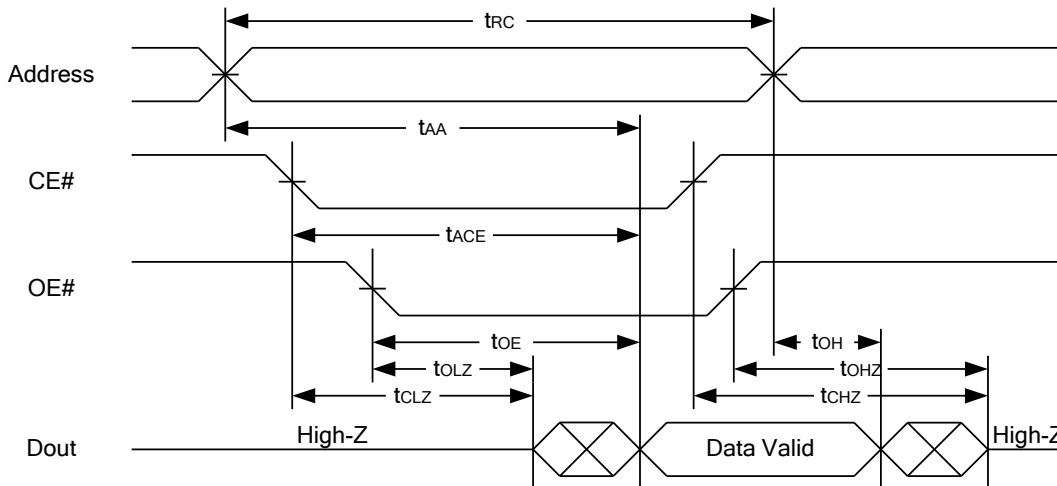 tRC
Address
tAA
CE#
tACE
OE#
tOE
tOH
tOLZ
tOHZ
tCLZ
tCHZ
High-Z
High-Z
Dout
Data Valid